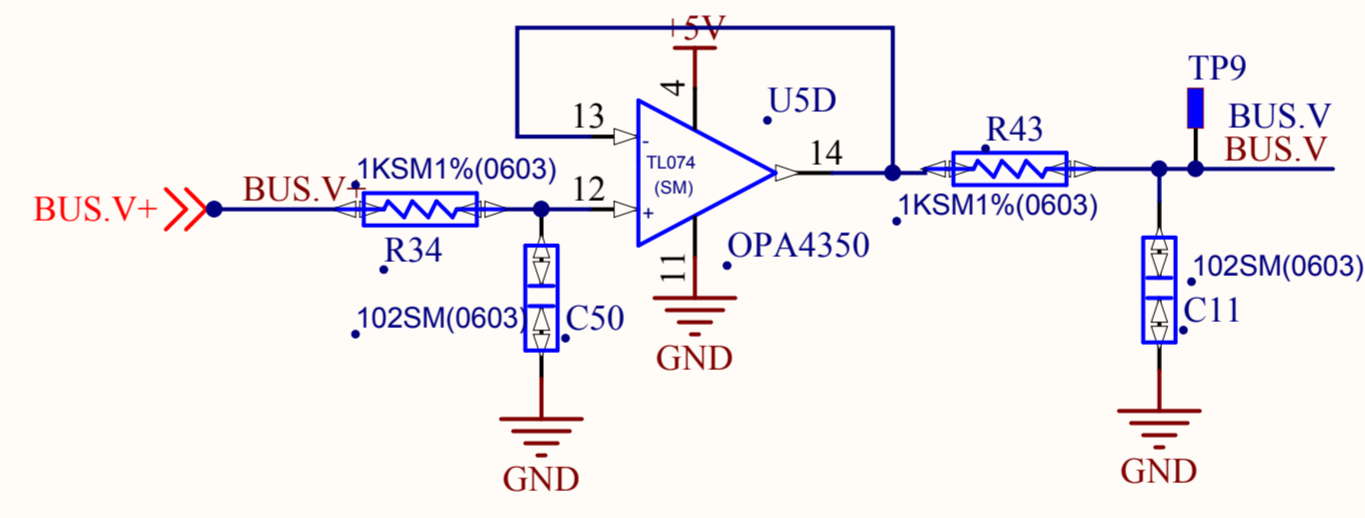 +5V
TP9
4
U5D
BUS.V
13
R43
14
BUS.V
-
TL074
(SM)
1KSM1%(0603)
BUS.V+
12
BUS.V+
+
1KSM1%(0603)
R34
OPA4350
11
102SM(0603)
102SM(0603)
C50
C11
GND
GND
GND